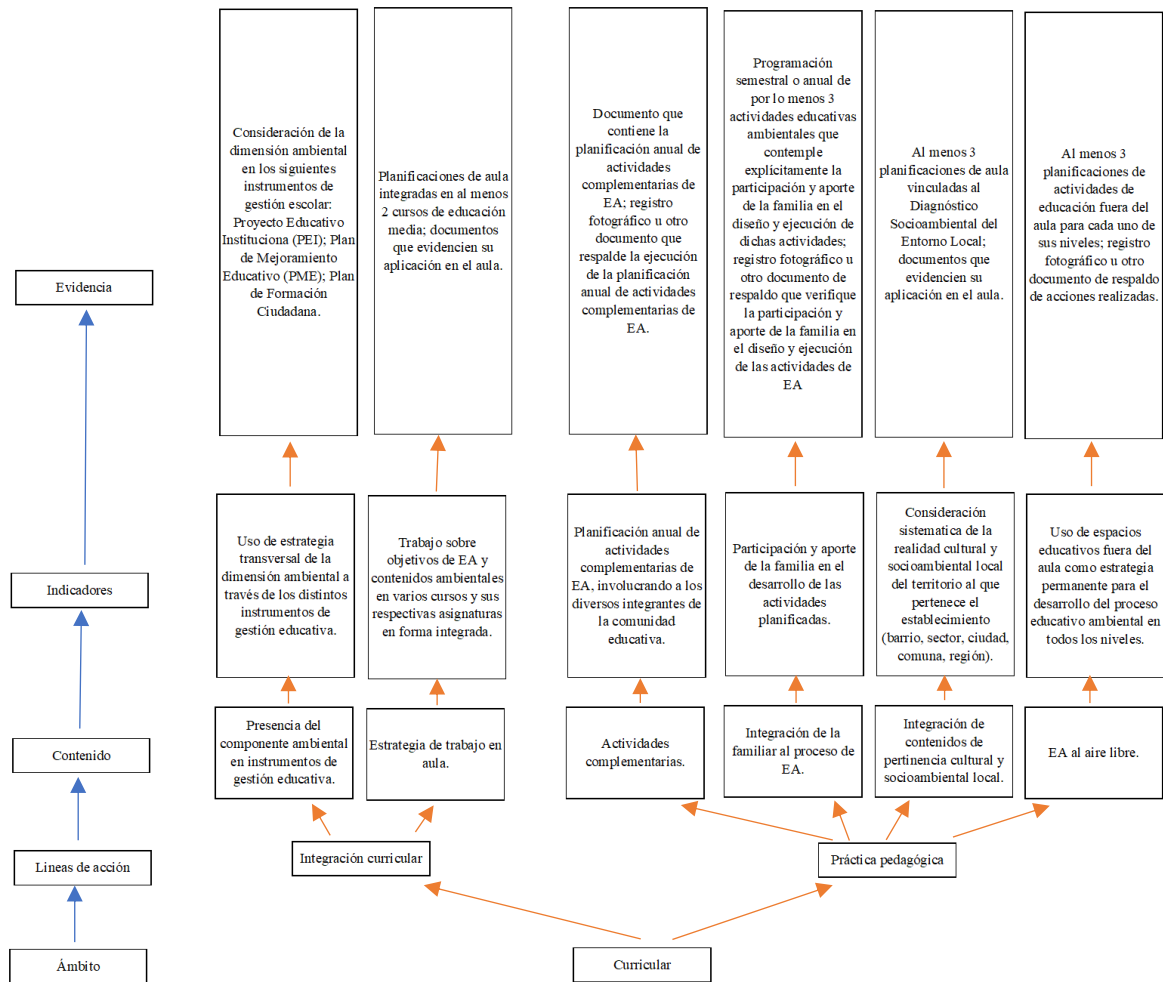 Evidencia
Consideración de la
dimensión ambiental
en los siguientes
instrumentos de
gestión escolar:
Proyecto Educativo
Instituciona (PEI); Plan
de Mejoramiento
Educativo (PME); Plan
de Formación
Ciudadana.
Planificaciones de aula
integradas en al menos
2 cursos de educación
media; documentos
que evidencien su
aplicación en el aula.
Documento que
contiene la
planificación anual de
actividades
complementarias de
EA; registro
fotográfico u otro
documento que
respalde la ejecución
de la planificación
anual de actividades
complementarias de
EA.
Programación
semestral o anual de
por lo menos 3
actividades educativas
ambientales que
contemple
explícitamente la
participación y aporte
de la familia en el
diseño y ejecución de
dichas actividades;
registro fotográfico u
otro documento de
respaldo que verifique
la participación y
aporte de la familia en
el diseño y ejecución
de las actividades de
EA
Al menos 3
planificaciones de aula
vinculadas al
Diagnóstico
Socioambiental del
Entorno Local;
documentos que
evidencien su
aplicación en el aula.
Al menos 3
planificaciones de
actividades de
educación fuera del
aula para cada uno de
sus niveles; registro
fotográfico u otro
documento de respaldo
de acciones realizadas.
Indicadores
Uso de estrategia
transversal de la
dimensión ambiental a
través de los distintos
instrumentos de
gestión educativa.
Trabajo sobre
objetivos de EA y
contenidos ambientales
en varios cursos y sus
respectivas asignaturas
en forma integrada.
Planificación anual de
actividades
complementarias de
EA, involucrando a los
diversos integrantes de
la comunidad
educativa.
Participación y aporte
de la familia en el
desarrollo de las
actividades
planificadas.
Consideración
sistematica de la
realidad cultural y
socioambiental local
del territorio al que
pertenece el
establecimiento
(barrio, sector, ciudad,
comuna, región).
Uso de espacios
educativos fuera del
aula como estrategia
permanente para el
desarrollo del proceso
educativo ambiental en
todos los niveles.
Contenido
Presencia del
componente ambiental
en instrumentos de
gestión educativa.
Estrategia de trabajo en
aula.
Actividades
complementarias.
Integración de la
familiar al proceso de
EA.
Integración de
contenidos de
pertinencia cultural y
socioambiental local.
EA al aire libre.
Lineas de acción
Integración curricular
Práctica pedagógica
Ámbito
Curricular